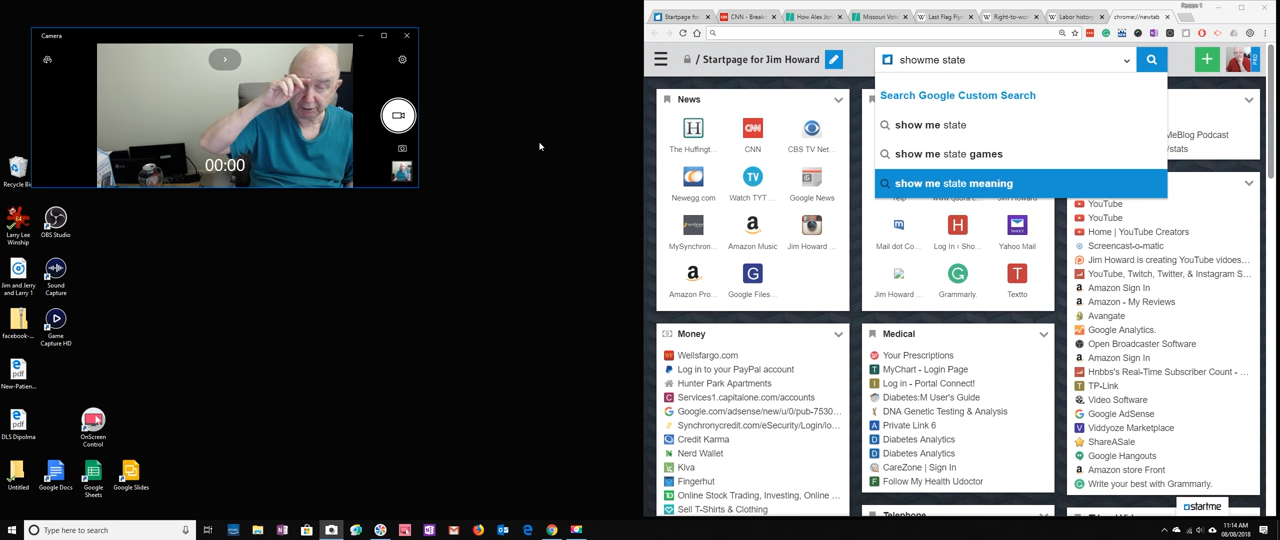 Camera
00:00
Recycle Bin
Larry Lee
Winship
OBS Studio
Jim and Jerry
and Larry 1
Sound
Capture
facebook-...
Game
Capture HD
New-Patien...
DLS Dipolma
OnScreen
Control
Untitled
Google Docs
Google
Sheets
Google Slides
Type here to search
Startpage fo
CNN - Break
How Alex Jon
Missouri Vot
Last Flag Flyi
Right-to-wor
Labor history
chrome://newtab
/ Startpage for Jim Howard
showme state
PRO
Search Google Custom Search
show me state
show me state games
show me state meaning
News
The Huffingt...
CNN
CBS TV Net...
Newegg.com
Watch TYT ...
Google News
MySynchron...
Amazon Music
Jim Howard ...
Amazon Pro...
Google Files...
Mail dot Co...
Log In ‹ Sho...
Yahoo Mail
Jim Howard ...
Grammarly.
Textto
MeBlog Podcast
/stats
YouTube
YouTube
Home | YouTube Creators
Screencast-o-matic
Jim Howard is creating YouTube vidoes...
YouTube, Twitch, Twitter, & Instagram S...
Amazon Sign In
Amazon - My Reviews
Avangate
Google Analytics.
Open Broadcaster Software
Amazon Sign In
Hnbbs's Real-Time Subscriber Count - ...
TP-Link
Video Software
Google AdSense
Viddyoze Marketplace
ShareASale
Google Hangouts
Amazon store Front
Write your best with Grammarly.
Money
Wellsfargo.com
Log in to your PayPal account
Hunter Park Apartments
Services1.capitalone.com/accounts
Google.com/adsense/new/u/0/pub-7530...
Synchronycredit.com/eSecurity/Login/lo...
Credit Karma
Nerd Wallet
Kiva
Fingerhut
Online Stock Trading, Investing, Online ...
Sell T-Shirts & Clothing
Medical
Your Prescriptions
MyChart - Login Page
Log in - Portal Connect!
Diabetes:M User's Guide
DNA Genetic Testing & Analysis
Private Link 6
Diabetes Analytics
Diabetes Analytics
CareZone | Sign In
Follow My Health Udoctor
Telephone
startme
11:14 AM
08/08/2018